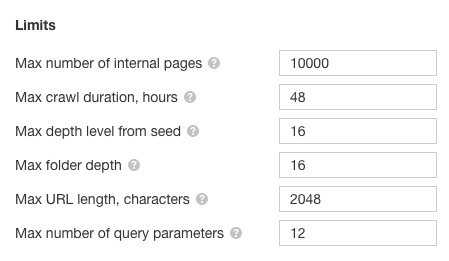 Limits
Max number of internal pages ? 10000
Max crawl duration, hours ? 48
Max depth level from seed ? 16
Max folder depth ? 16
Max URL length, characters ? 2048
Max number of query parameters ? 12